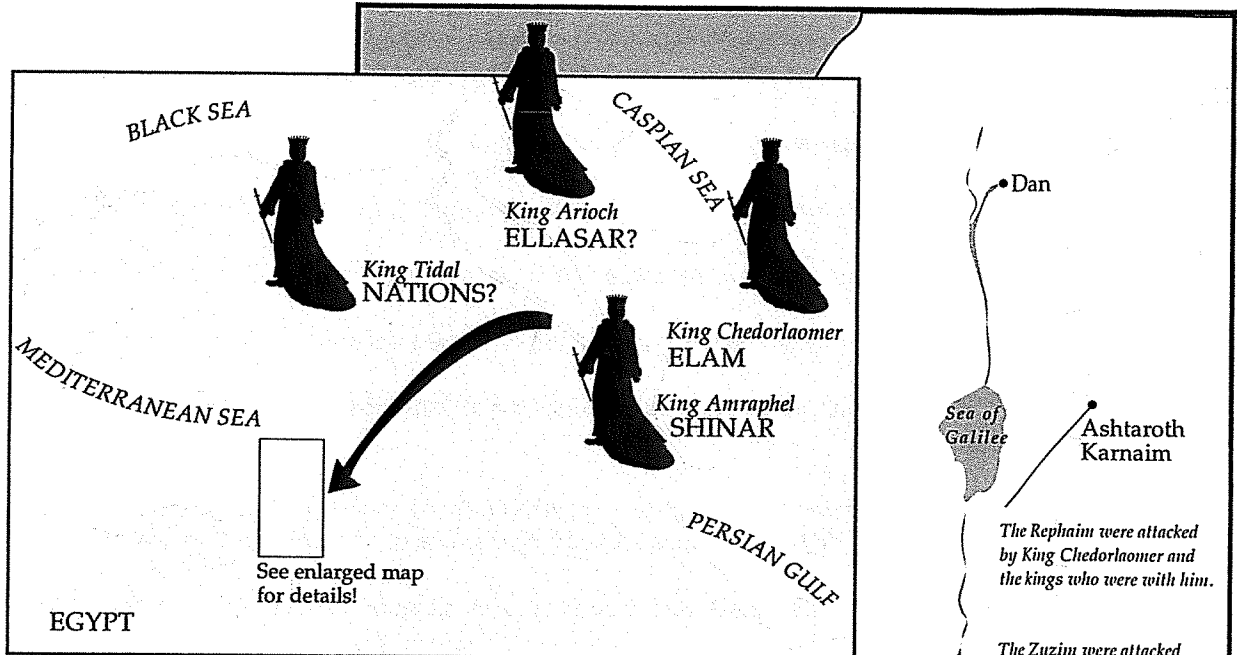 BLACK SEA
CASPIAN SEA
King Arioch
ELLASAR?
King Tidal
NATIONS?
King Chedorlaomer
ELAM
King Amraphel
SHINAR
MEDITERRANEAN SEA
PERSIAN GULF
See enlarged map
for details!
EGYPT
Dan
Sea of
Galilee
Ashtaroth
Karnaim
The Rephaim were attacked
by King Chedorlaomer and
the kings who were with him.
The Zuzim were attacked